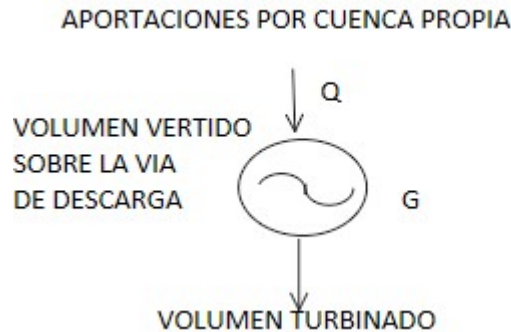 APORTACIONES POR CUENCA PROPIA
Q
VOLUMEN VERTIDO
SOBRE LA VIA
DE DESCARGA
G
VOLUMEN TURBINADO